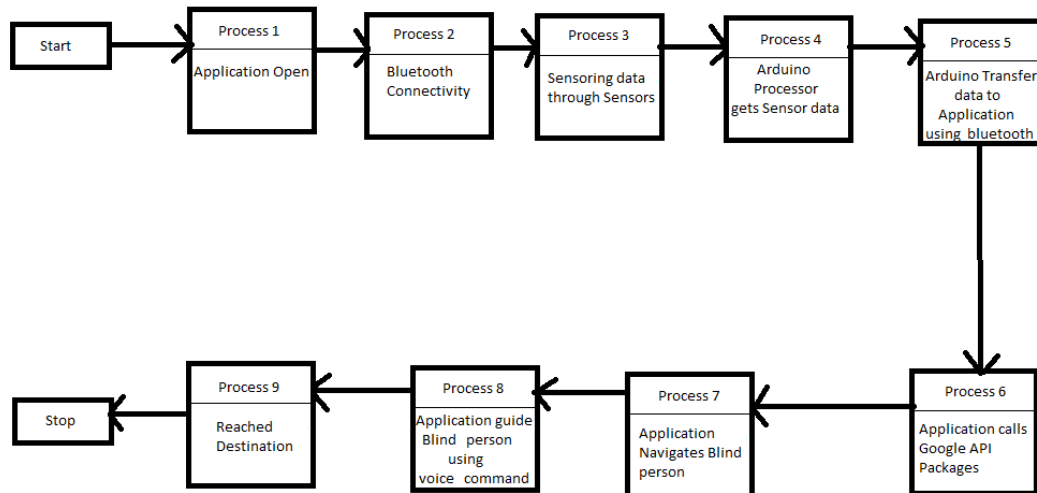 Start
Process 1
Application Open
Process 2
Bluetooth
Connectivity
Process 3
Sensoring data
through Sensors
Process 4
Arduino
Processor
gets Sensor data
Process 5
Arduino Transfer
data to
Application
using bluetooth
Process 6
Application calls
Google API
Packages
Process 7
Application
Navigates Blind
person
Process 8
Application guide
Blind person
using
voice command
Process 9
Reached
Destination
Stop